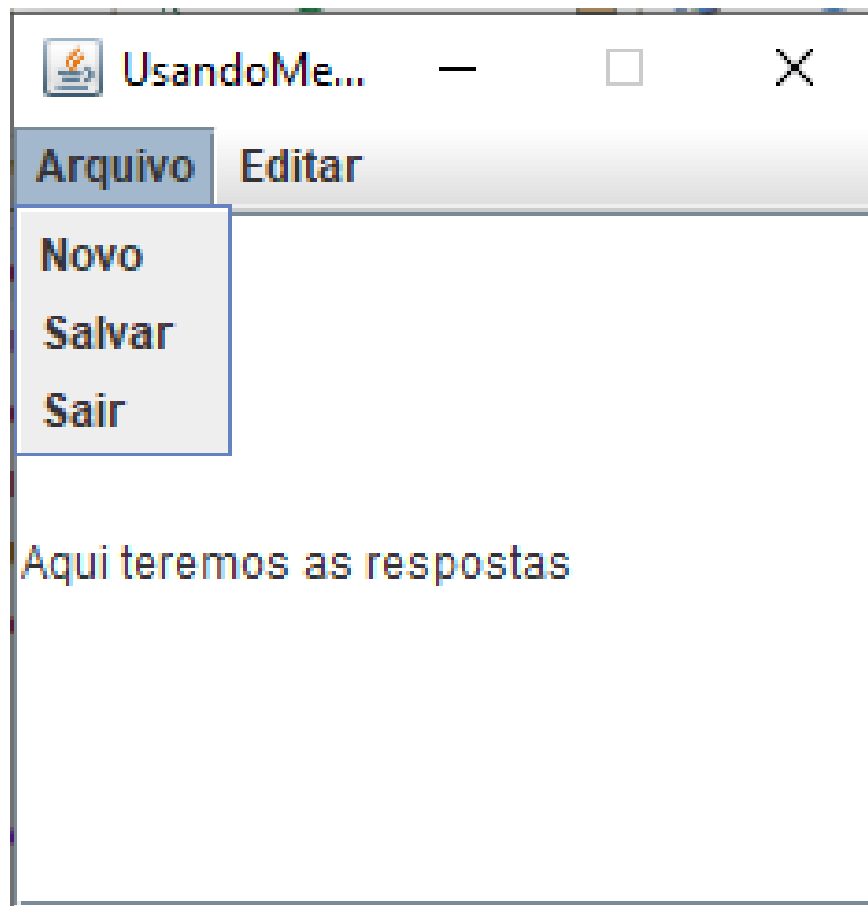 UsandoMe...
Arquivo Editar
Novo
Salvar
Sair
Aqui teremos as respostas